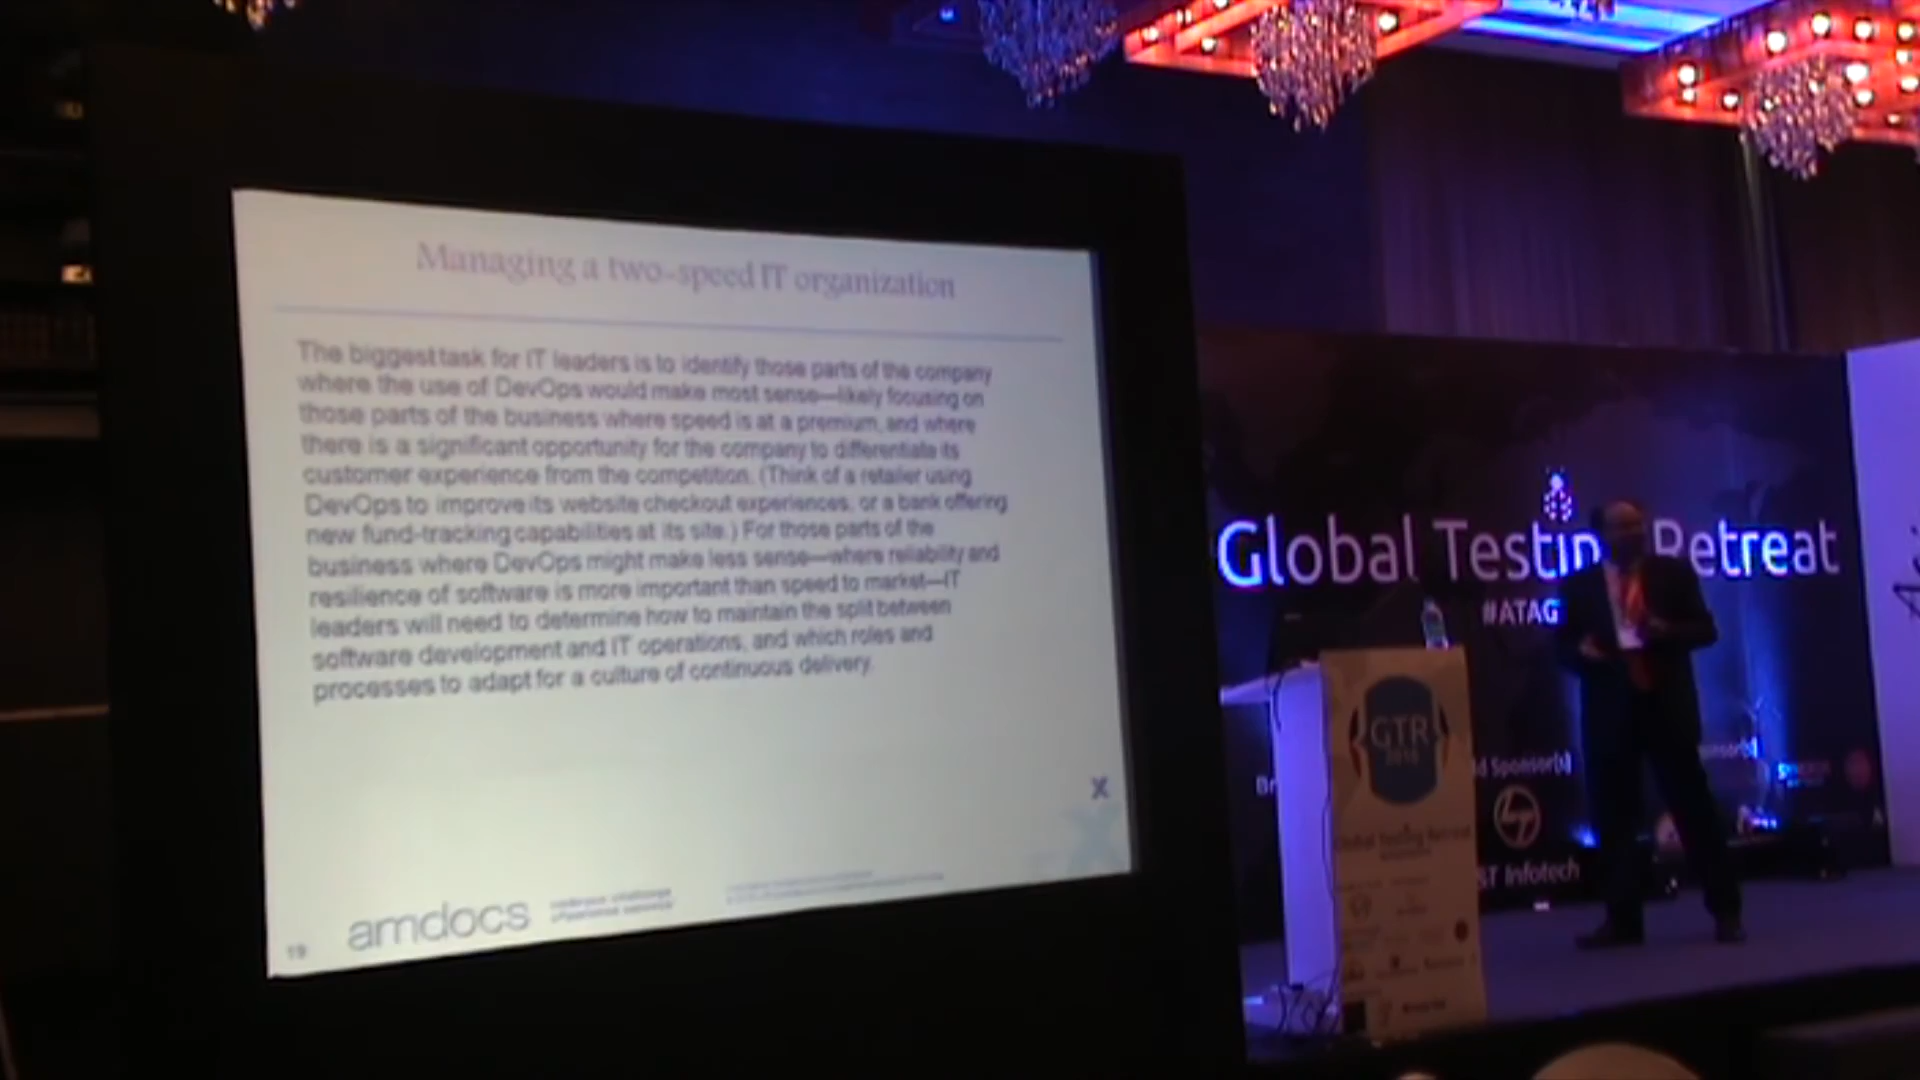 Managing a two-speed IT organization
The biggest task for IT leaders is to identify those parts of the company
where the use of DevOps would make most sense—likely focusing on
those parts of the business where speed is at a premium, and where
there is a significant opportunity for the company to differentiate its
customer experience from the competition. (Think of a retailer using
DevOps to improve its website checkout experiences, or a bank offering
new fund-tracking capabilities at its site.) For those parts of the
business where DevOps might make less sense—where reliability and
resilience of software is more important than speed to market—IT
leaders will need to determine how to maintain the split between
software development and IT operations, and which roles and
processes to adapt for a culture of continuous delivery.
19
amdocs
Global Testing Retreat
#ATAG
GTR
Global Testing Retreat
d Sponsor[s]
&T Infotech